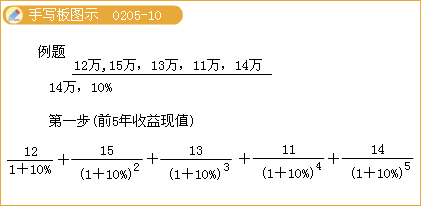 手写板图示 0205-10
例题
12万,15万，13万，11万，14万
14万，10%
第一步(前5年收益现值)
12/(1+10%) + 15/(1+10%)^2 + 13/(1+10%)^3 + 11/(1+10%)^4 + 14/(1+10%)^5